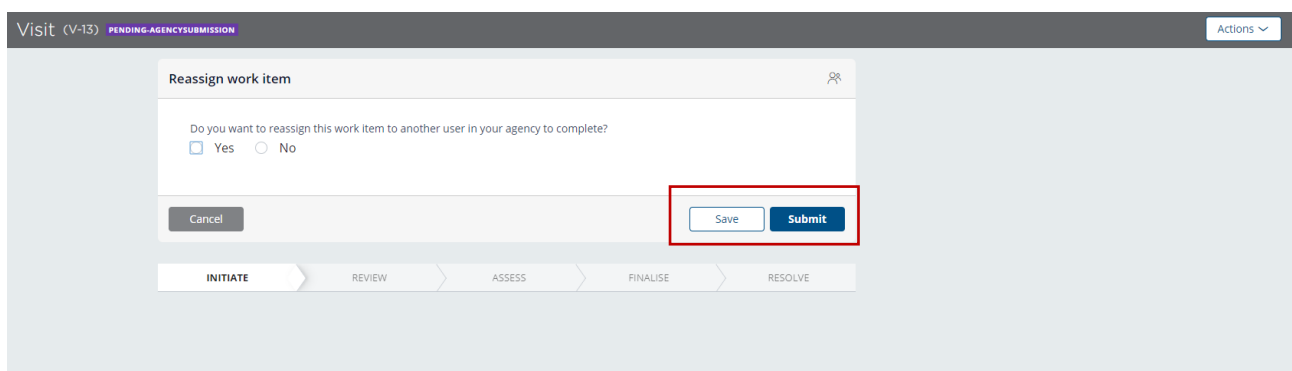 Visit (V-13) PENDING-AGENCYSUBMISSION Actions
Reassign work item
Do you want to reassign this work item to another user in your agency to complete?
Yes No
Cancel Save Submit
INITIATE REVIEW ASSESS FINALISE RESOLVE